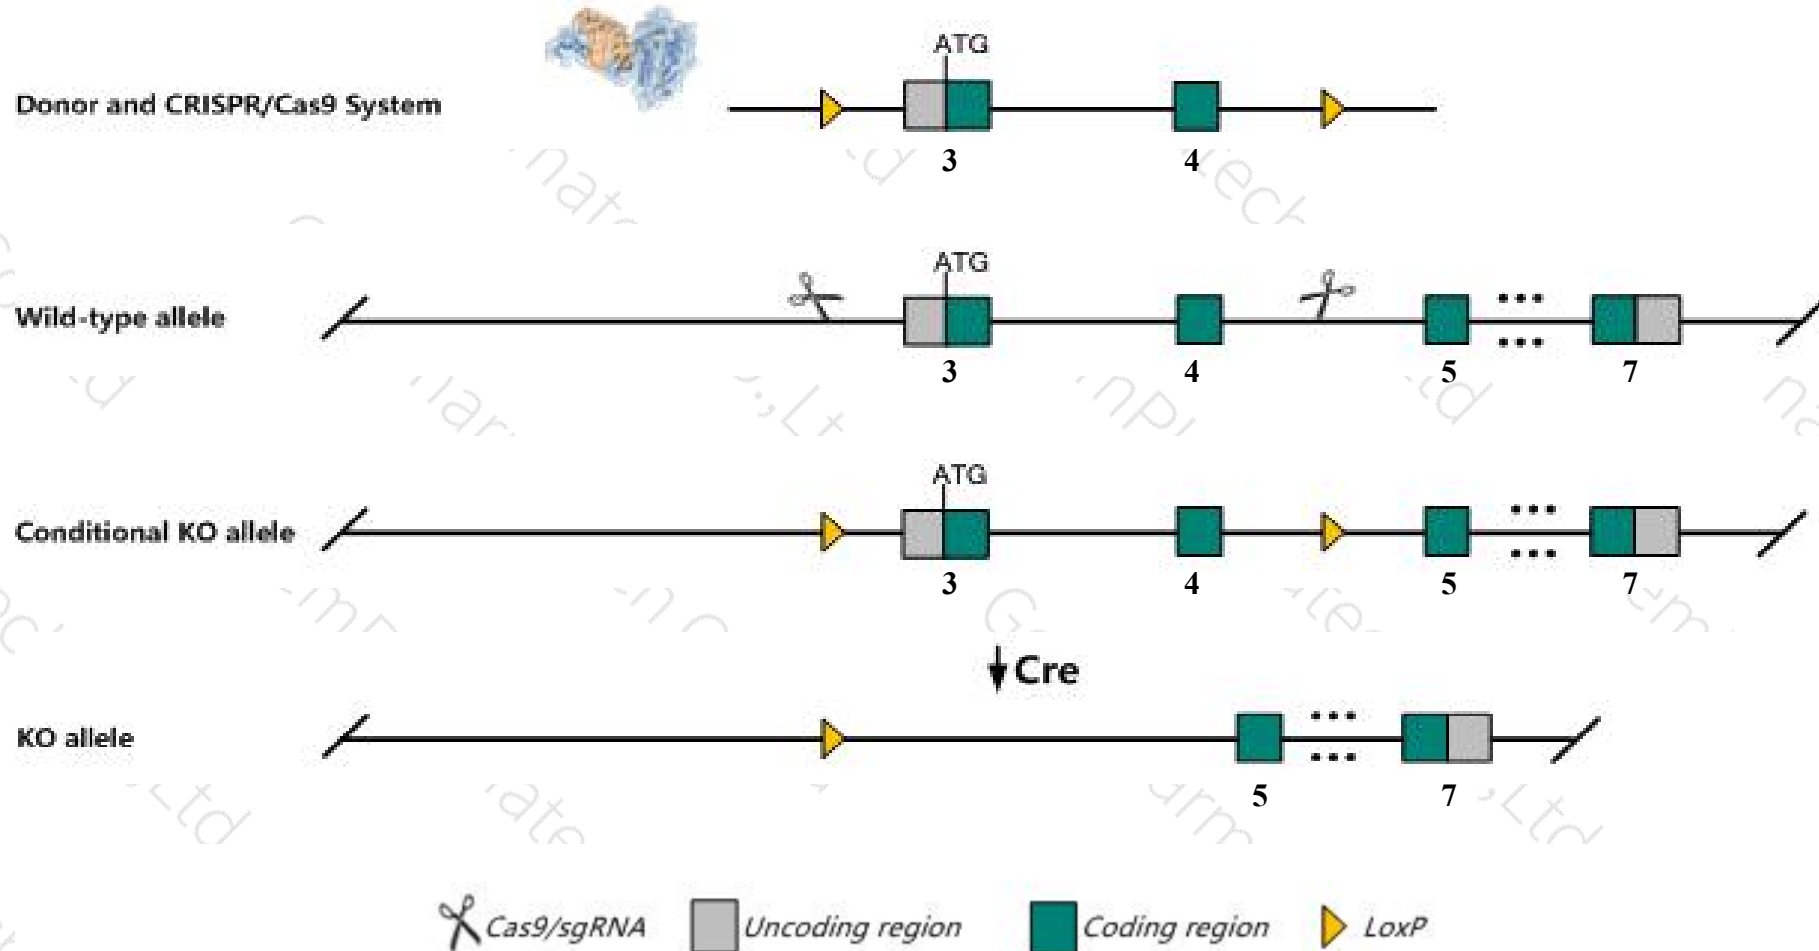 ATG
Donor and CRISPR/Cas9 System
3 4
ATG
Wild-type allele
3 4 5 7
ATG
Conditional KO allele
3 4 5 7
Cre
KO allele
5 7
Cas9/sgRNA Uncoding region Coding region LoxP